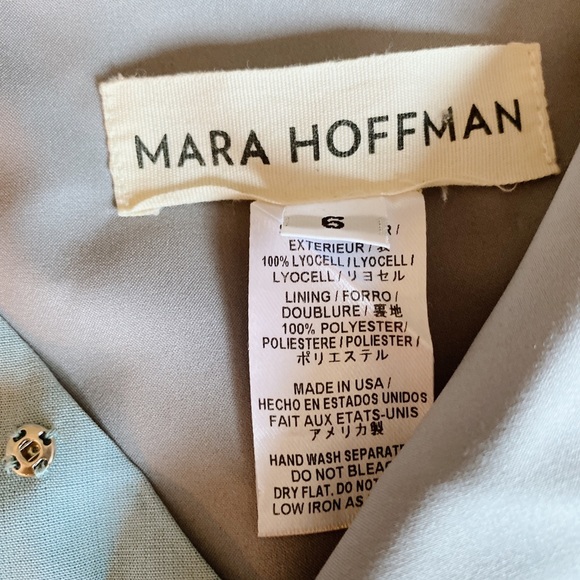 MARA HOFFMAN
6
EXTERIEUR / 表
100% LYOCELL / LYOCELL /
LYOCELL / リヨセル
LINING / FORRO /
DOUBLURE / 裏地
100% POLYESTER/
POLIESTERE / POLIESTER /
ポリエステル
MADE IN USA /
HECHO EN ESTADOS UNIDOS
FAIT AUX ETATS-UNIS
アメリカ製
HAND WASH
DO NOT
DRY FLAT. DO NOT
LOW IRON AS